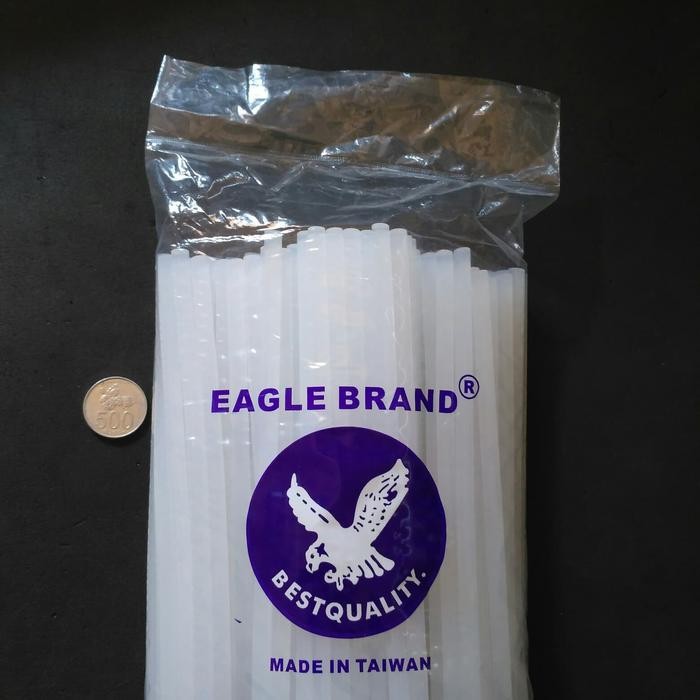 EAGLE BRAND®
500
BESTQUALITY.
MADE IN TAIWAN